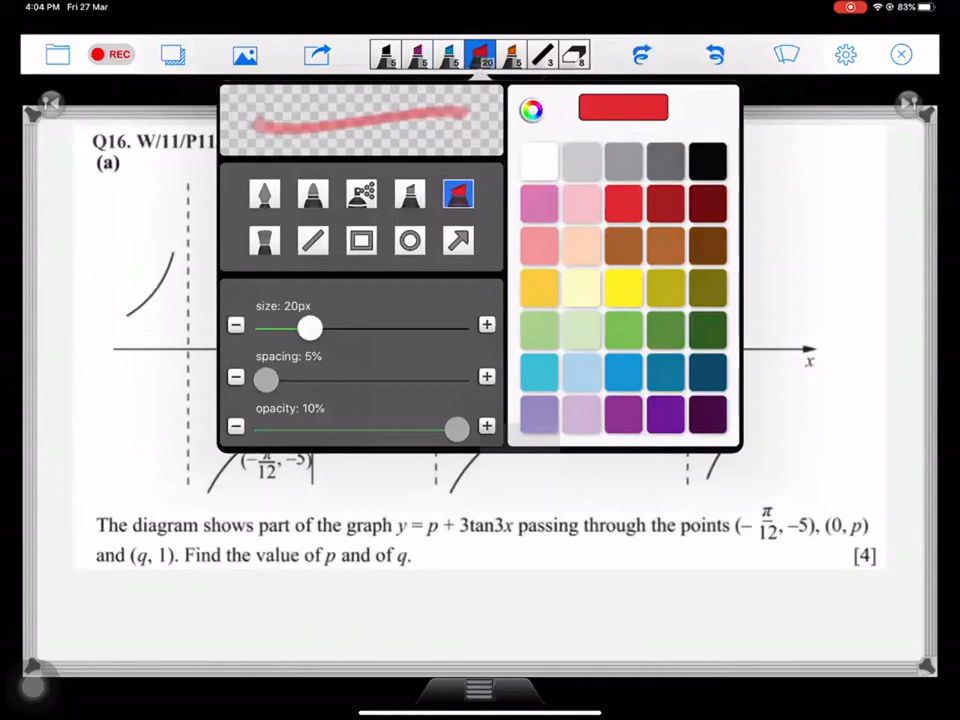 4:04 PM Fri 27 Mar
83%
REC
5 5 5 20 5 3 8
Q16. W/11/P11
(a)
size: 20px
spacing: 5%
opacity: 10%
x
(-π/12, –5)
The diagram shows part of the graph y = p + 3tan3x passing through the points (- π/12, –5), (0, p)
and (q, 1). Find the value of p and of q. [4]